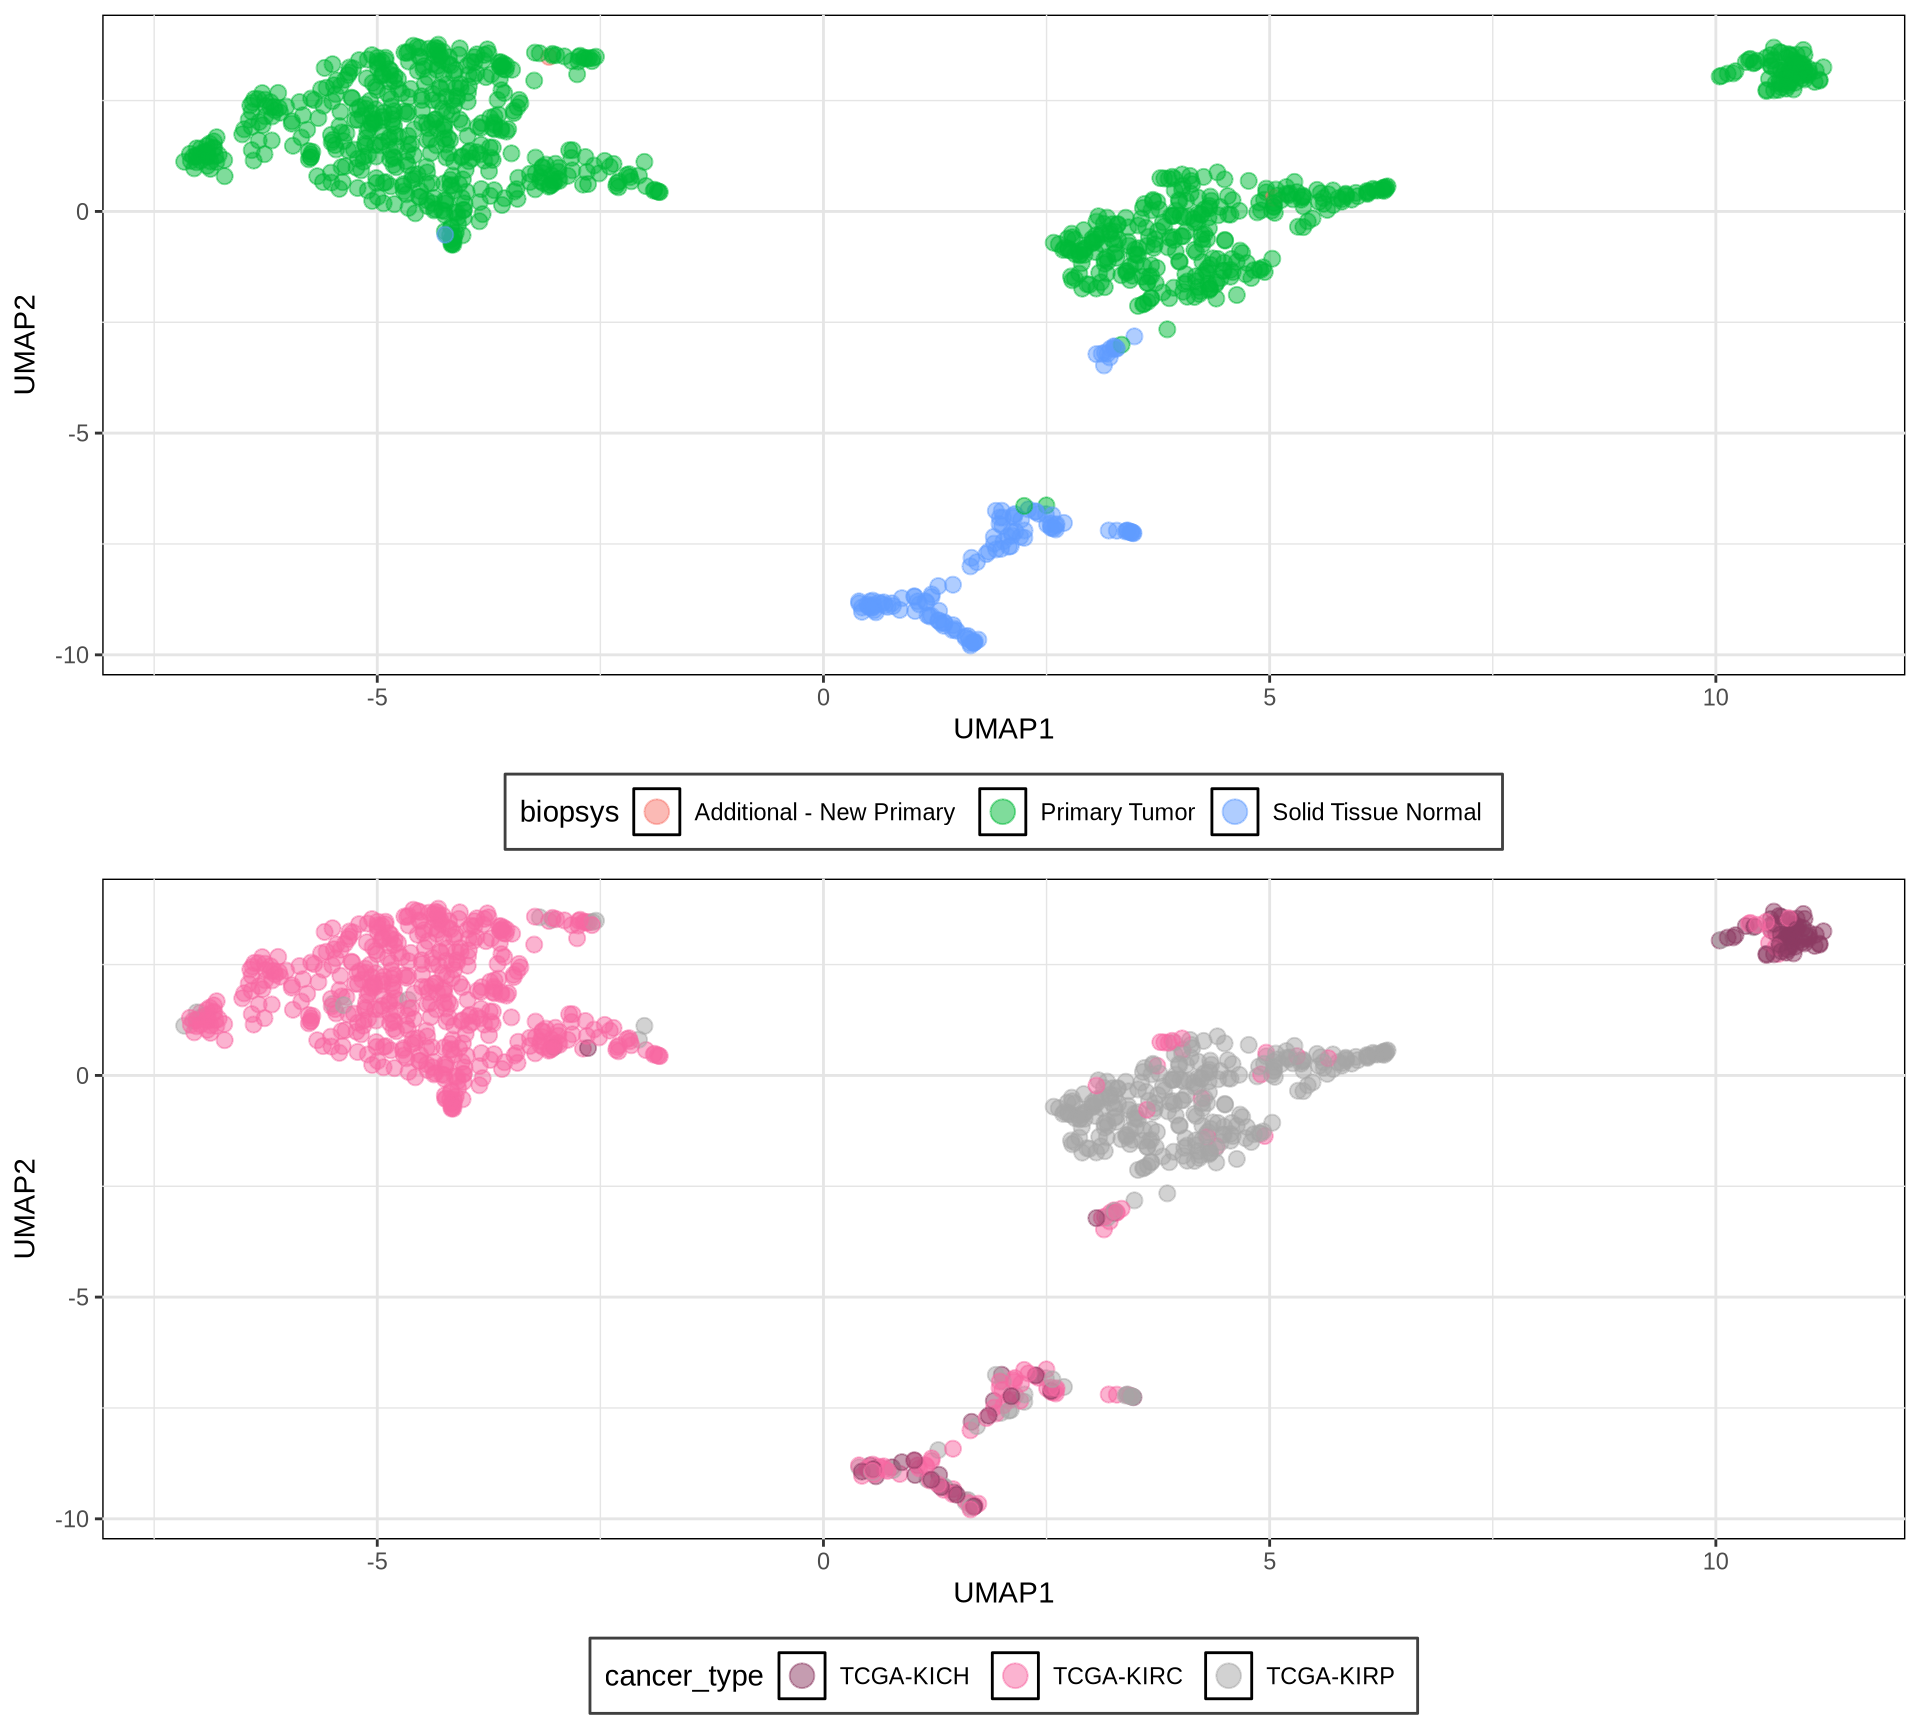 0
-5
-10
UMAP2
-5 0 5 10
UMAP1
biopsys Additional - New Primary Primary Tumor Solid Tissue Normal
0
-5
-10
UMAP2
-5 0 5 10
UMAP1
cancer_type TCGA-KICH TCGA-KIRC TCGA-KIRP